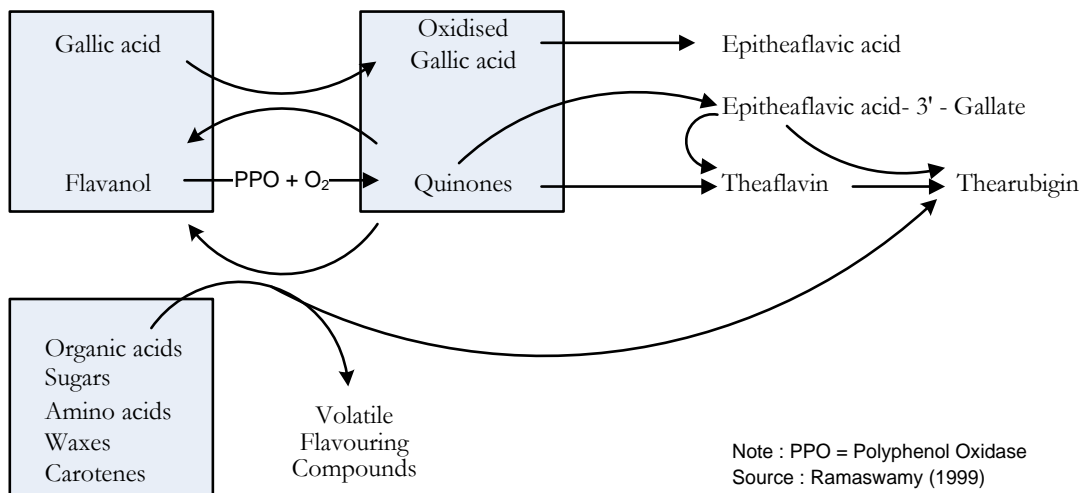 Gallic acid
Oxidised
Gallic acid
Epitheaflavic acid
Epitheaflavic acid- 3' - Gallate
Flavanol
PPO + O₂
Quinones
Theaflavin
Thearubigin
Organic acids
Sugars
Amino acids
Waxes
Carotenes
Volatile
Flavouring
Compounds
Note : PPO = Polyphenol Oxidase
Source : Ramaswamy (1999)